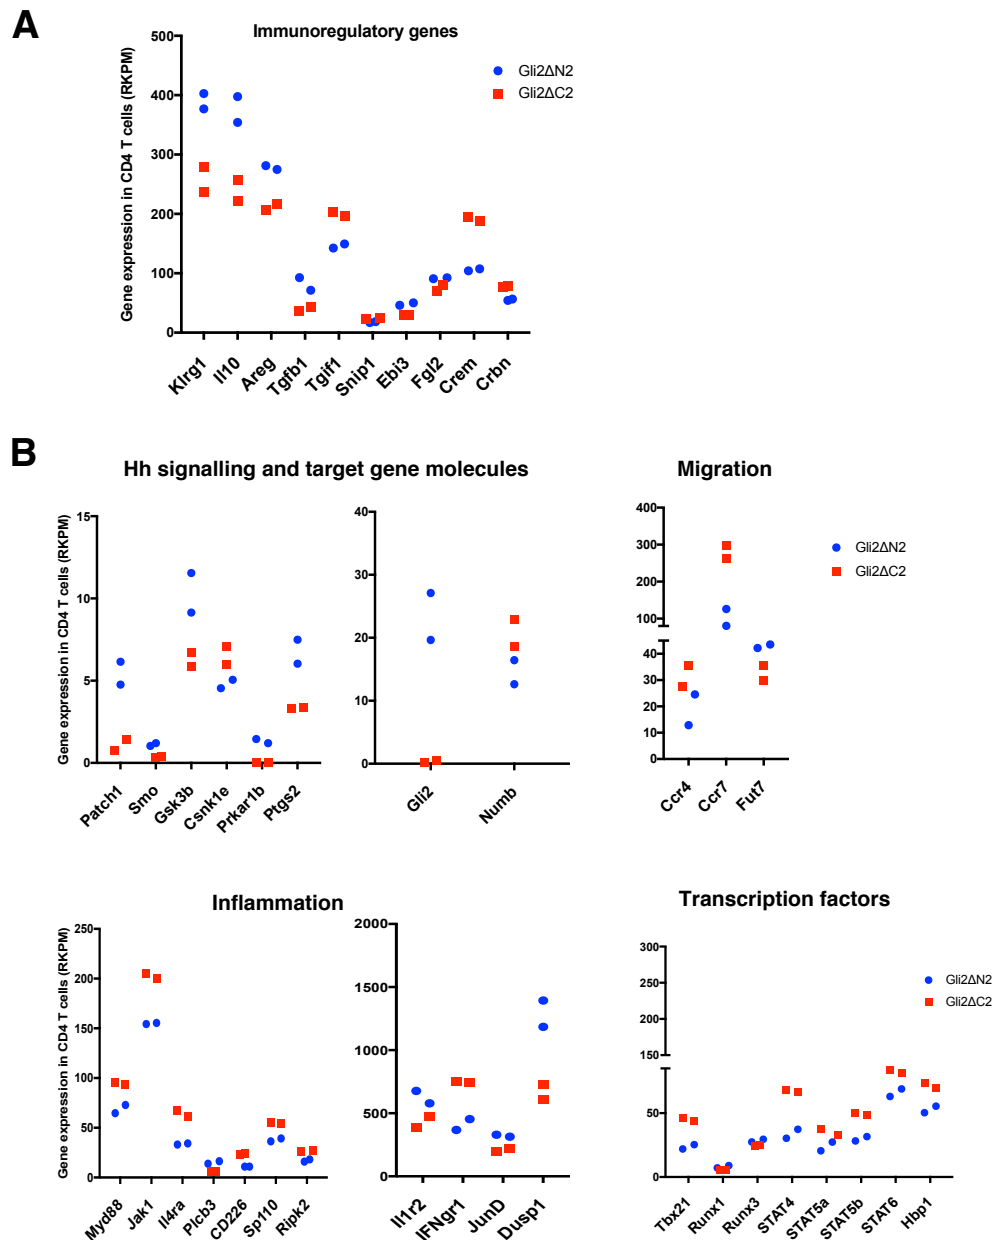 A
Immunoregulatory genes
Gene expression in CD4 T cells (RKPM)
500
400
300
200
100
0
Gli2ΔN2
Gli2ΔC2
Klrg1
Il10
Areg
Tgfb1
Tgif1
Snip1
Ebi3
Fgl2
Crem
Crbn
B
Hh signalling and target gene molecules
Gene expression in CD4 T cells (RKPM)
15
10
5
0
Patch1
Smo
Gsk3b
Csnk1e
Prkar1b
Ptgs2
40
30
20
10
0
Gli2
Numb
Migration
400
300
200
100
40
30
20
10
0
Ccr4
Ccr7
Fut7
Gli2ΔN2
Gli2ΔC2
Inflammation
Gene expression in CD4 T cells (RKPM)
250
200
150
100
50
0
Myd88
Jak1
Il4ra
Plcb3
CD226
Sp110
Ripk2
2000
1500
1000
500
0
Il1r2
IFNgr1
JunD
Dusp1
Transcription factors
300
250
200
150
50
0
Tbx21
Runx1
Runx3
STAT4
STAT5a
STAT5b
STAT6
Hbp1
Gli2ΔN2
Gli2ΔC2